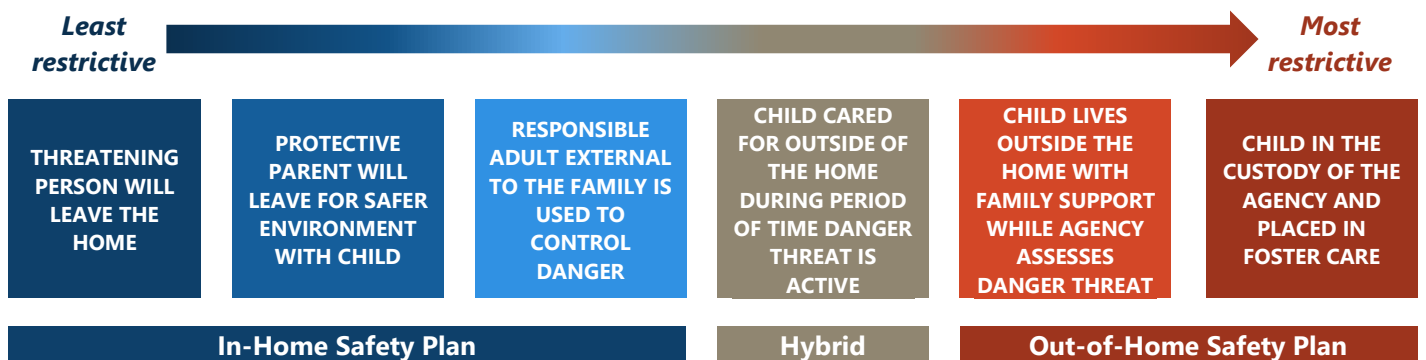 Least
restrictive
Most
restrictive
THREATENING
PERSON WILL
LEAVE THE
HOME
PROTECTIVE
PARENT WILL
LEAVE FOR SAFER
ENVIRONMENT
WITH CHILD
RESPONSIBLE
ADULT EXTERNAL
TO THE FAMILY IS
USED TO
CONTROL
DANGER
CHILD CARED
FOR OUTSIDE OF
THE HOME
DURING PERIOD
OF TIME DANGER
THREAT IS
ACTIVE
CHILD LIVES
OUTSIDE THE
HOME WITH
FAMILY SUPPORT
WHILE AGENCY
ASSESSES
DANGER THREAT
CHILD IN THE
CUSTODY OF THE
AGENCY AND
PLACED IN
FOSTER CARE
In-Home Safety Plan
Hybrid
Out-of-Home Safety Plan